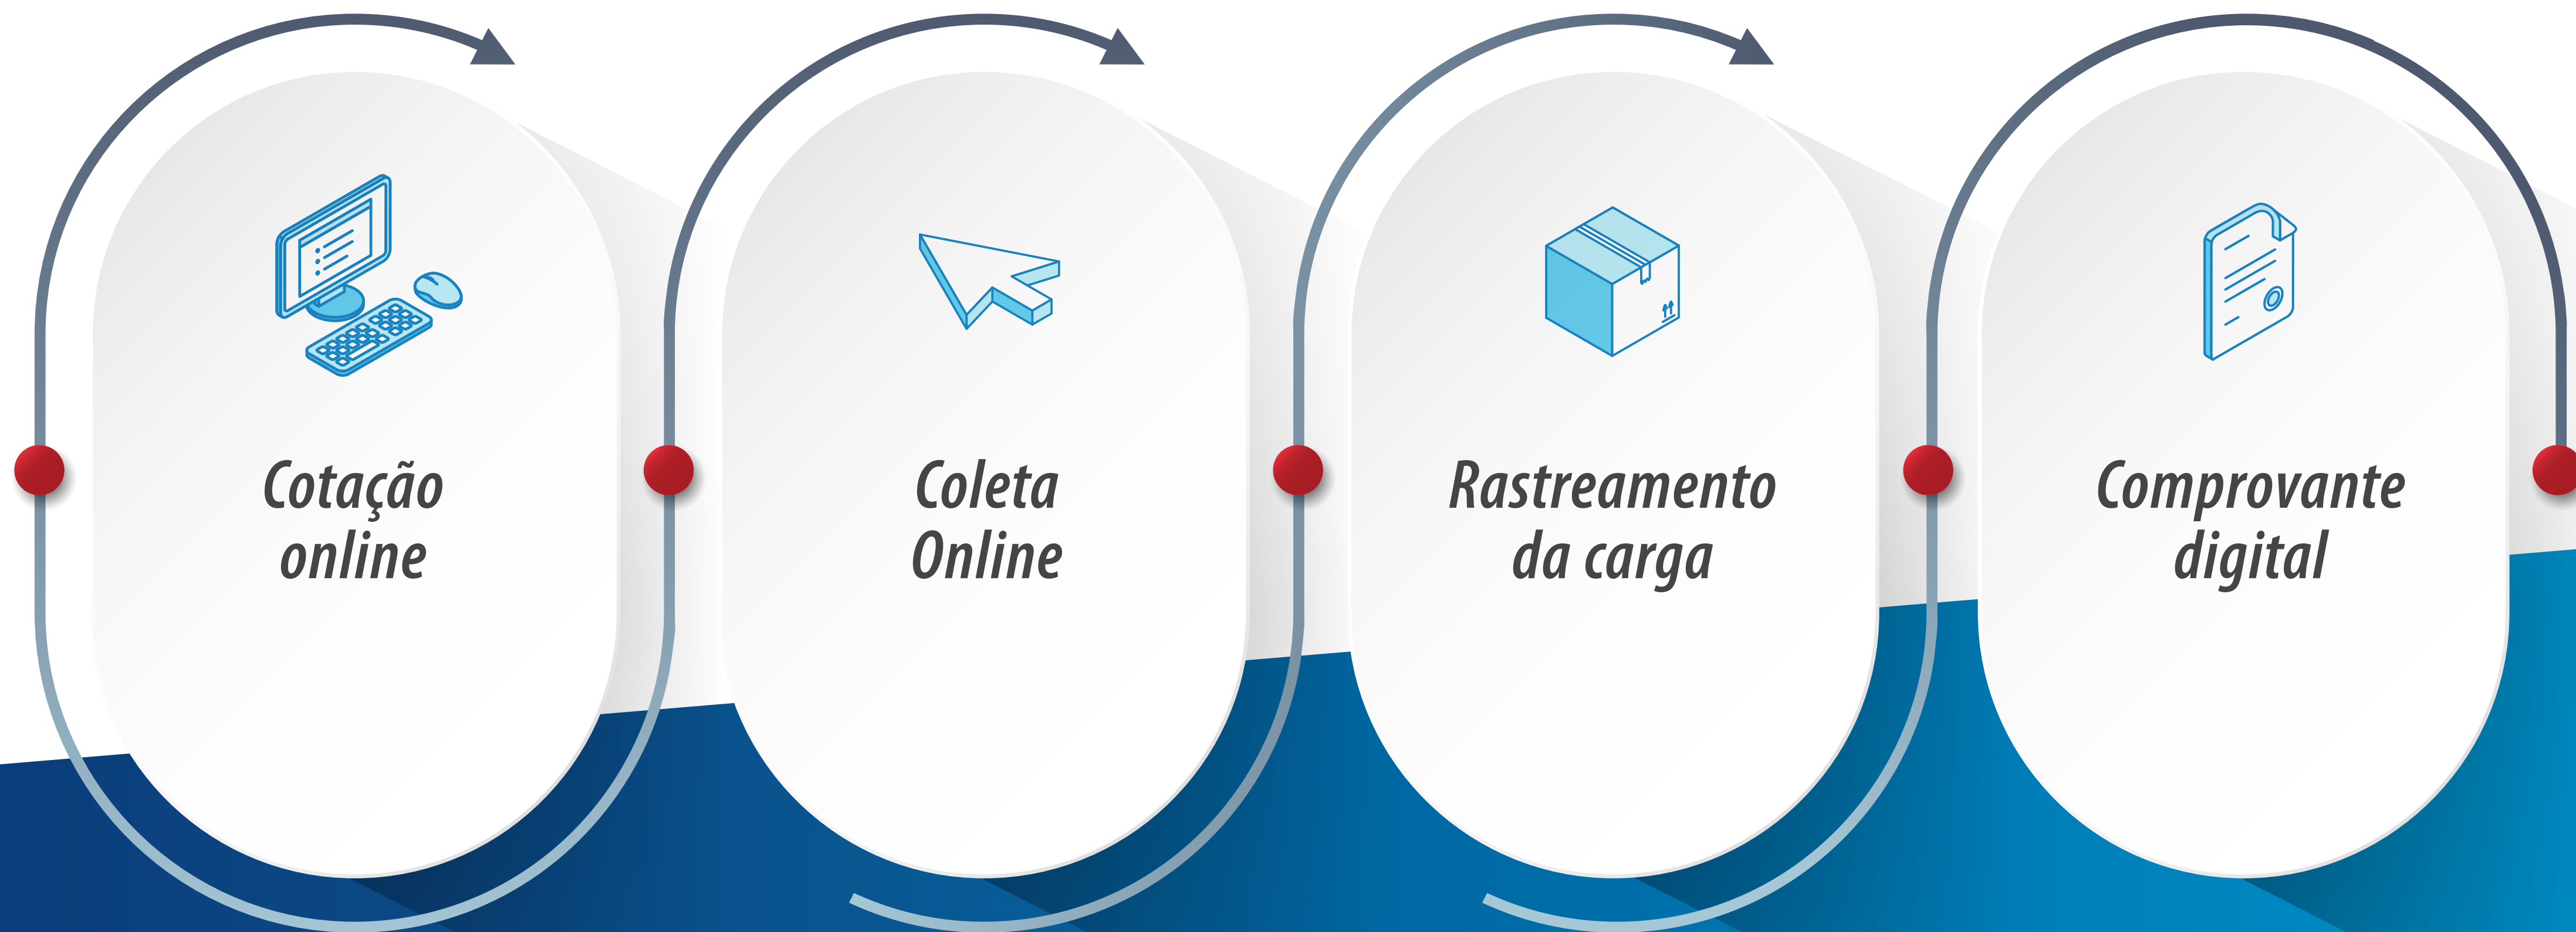 Cotação
online
Coleta
Online
Rastreamento
da carga
Comprovante
digital